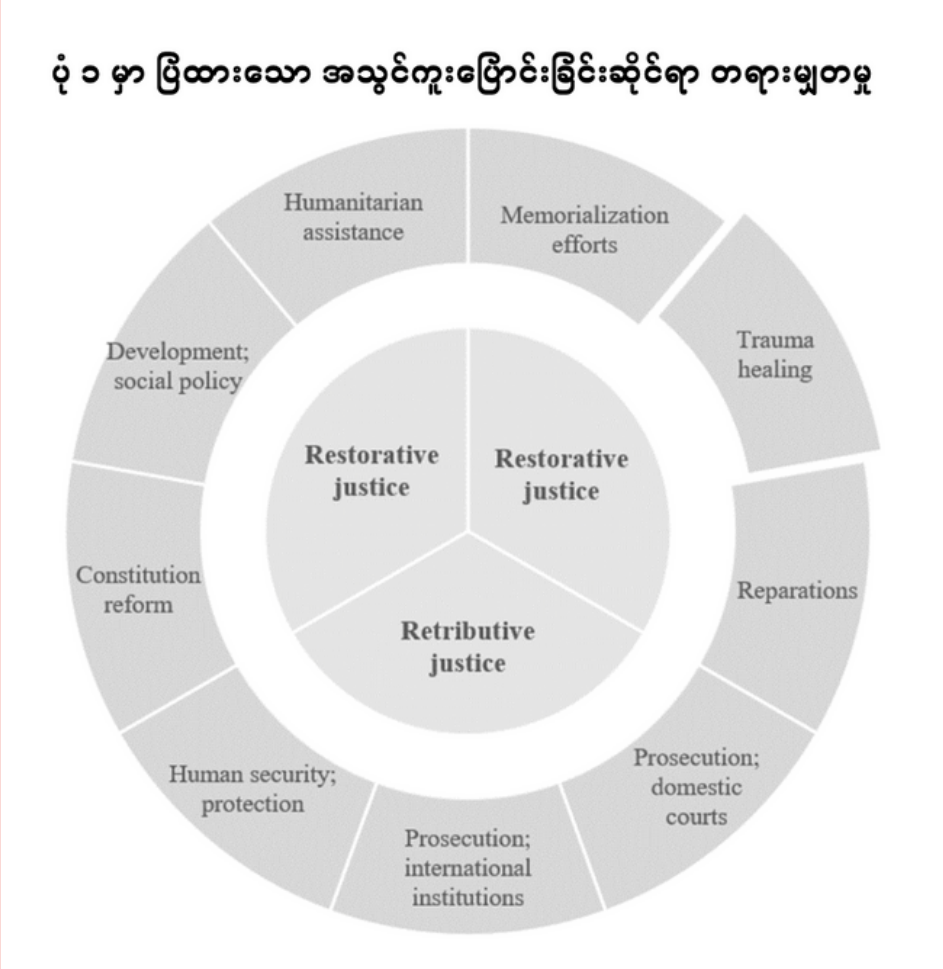 ပုံ ၁ မှာ ပြထားသော အသွင်ကူးပြောင်းခြင်းဆိုင်ရာ တရားမျှတမှု
Humanitarian
assistance
Memorialization
efforts
Trauma
healing
Development;
social policy
Restorative
justice
Restorative
justice
Constitution
reform
Reparations
Retributive
justice
Human security;
protection
Prosecution;
domestic
courts
Prosecution;
international
institutions